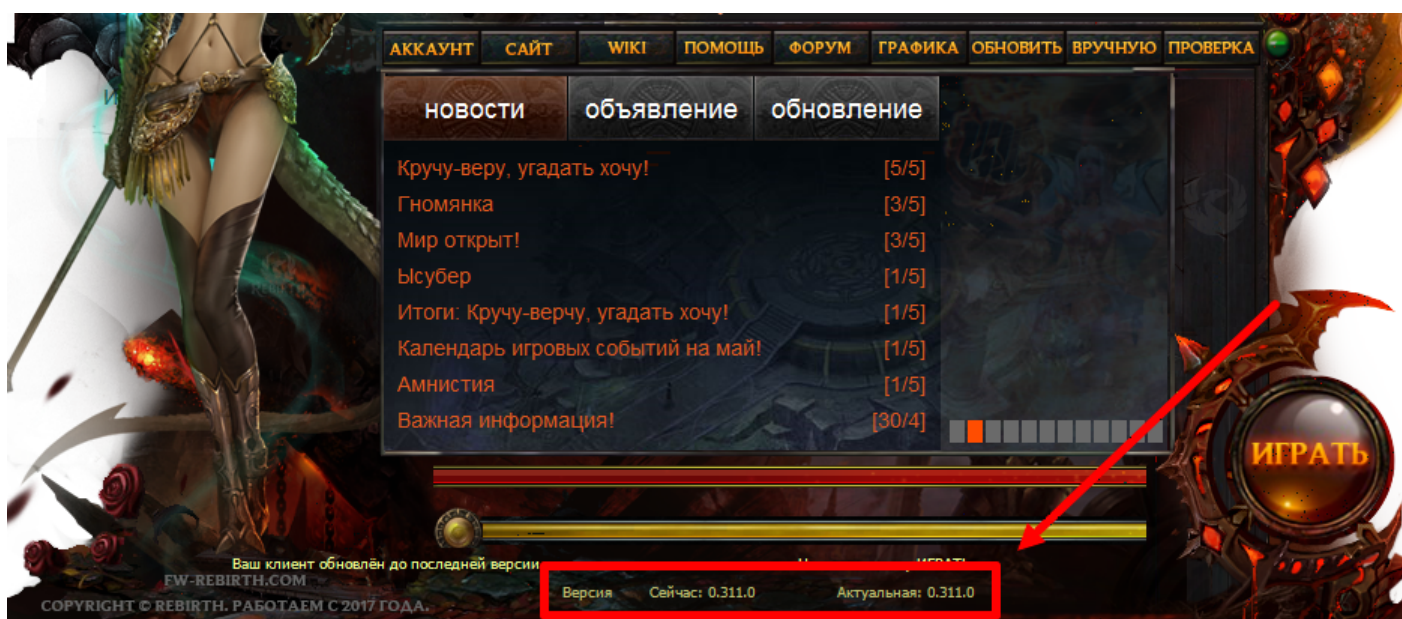 АККАУНТ САЙТ WIKI ПОМОЩЬ ФОРУМ ГРАФИКА ОБНОВИТЬ ВРУЧНУЮ ПРОВЕРКА
новости объявление обновление
Кручу-веру, угадать хочу! [5/5]
Гномянка [3/5]
Мир открыт! [3/5]
Ысубер [1/5]
Итоги: Кручу-верчу, угадать хочу! [1/5]
Календарь игровых событий на май! [1/5]
Амнистия [1/5]
Важная информация! [30/4]
ИГРАТЬ
Ваш клиент обновлён до последней версии
FW-REBIRTH.COM
Версия Сейчас: 0.311.0 Актуальная: 0.311.0
COPYRIGHT © REBIRTH. РАБОТАЕМ С 2017 ГОДА.